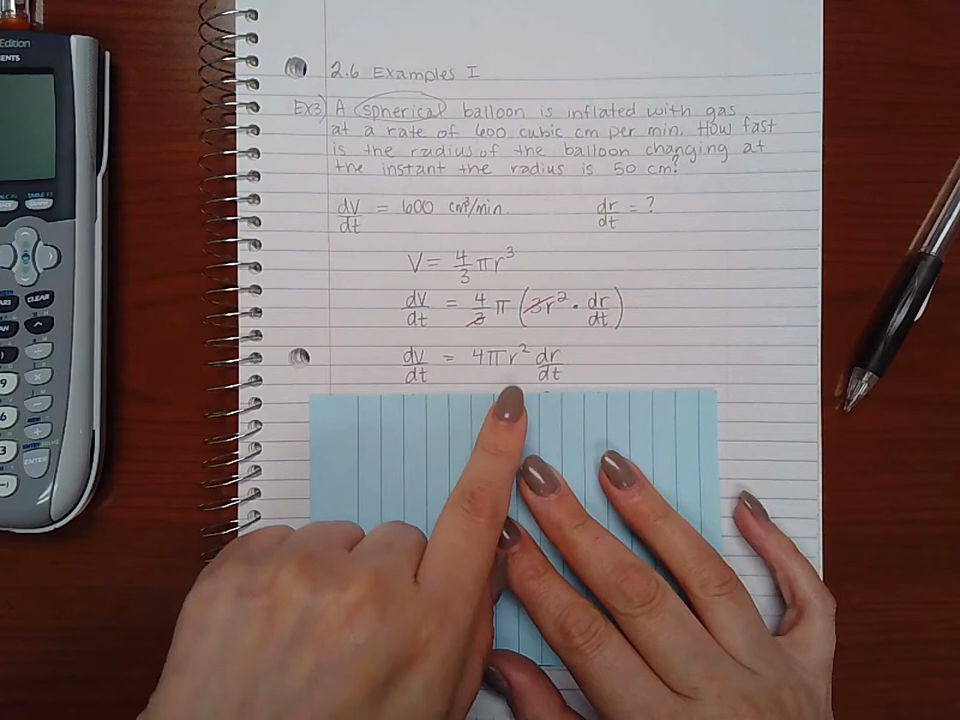 Edition
2.6 Examples I
EX3) A spherical balloon is inflated with gas
at a rate of 600 cubic cm per min. How fast
is the radius of the balloon changing at
the instant the radius is 50 cm?
dV/dt = 600 cm³/min. dr/dt = ?
V = 4/3 πr³
dV/dt = 4/3 π (3r² · dr/dt)
dV/dt = 4πr² dr/dt
CLEAR
ENTER
9
6
3
(-)